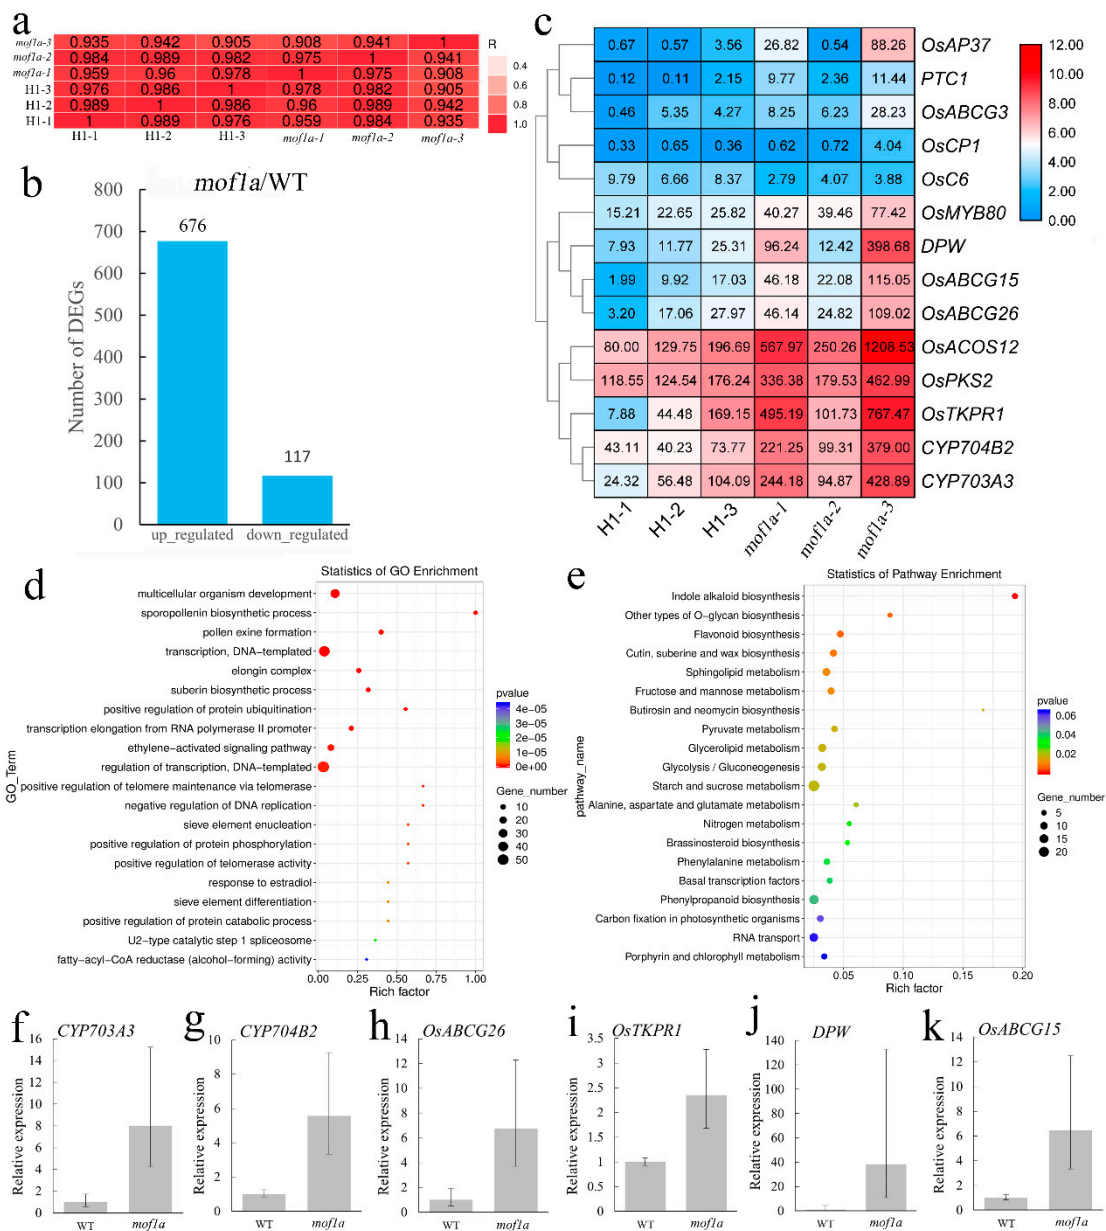 a
mof1a-3 0.935 0.942 0.905 0.908 0.941 1
mof1a-2 0.984 0.989 0.982 0.975 1 0.941
mof1a-1 0.959 0.96 0.978 1 0.975 0.908
H1-3 0.976 0.986 1 0.978 0.982 0.905
H1-2 0.989 1 0.986 0.96 0.989 0.942
H1-1 1 0.989 0.976 0.959 0.984 0.935
H1-1 H1-2 H1-3 mof1a-1 mof1a-2 mof1a-3
R
0.4
0.6
0.8
1.0
b
mof1a/WT
Number of DEGs
800
700
600
500
400
300
200
100
0
676
117
up_regulated down_regulated
c
0.67 0.57 3.56 26.82 0.54 88.26 OsAP37
0.12 0.11 2.15 9.77 2.36 11.44 PTC1
0.46 5.35 4.27 8.25 6.23 28.23 OsABCG3
0.33 0.65 0.36 0.62 0.72 4.04 OsCP1
9.79 6.66 8.37 2.79 4.07 3.88 OsC6
15.21 22.65 25.82 40.27 39.46 77.42 OsMYB80
7.93 11.77 25.31 96.24 12.42 398.68 DPW
1.99 9.92 17.03 46.18 22.08 115.05 OsABCG15
3.20 17.06 27.97 46.14 24.82 109.02 OsABCG26
80.00 129.75 196.69 567.97 250.26 1208.53 OsACOS12
118.55 124.54 176.24 336.38 179.53 462.99 OsPKS2
7.88 44.48 169.15 495.19 101.73 767.47 OsTKPR1
43.11 40.23 73.77 221.25 99.31 379.00 CYP704B2
24.32 56.48 104.09 244.18 94.87 428.89 CYP703A3
H1-1 H1-2 H1-3 mof1a-1 mof1a-2 mof1a-3
12.00
10.00
8.00
6.00
4.00
2.00
0.00
d
Statistics of GO Enrichment
GO_Term
multicellular organism development
sporopollenin biosynthetic process
pollen exine formation
transcription, DNA−templated
elongin complex
suberin biosynthetic process
positive regulation of protein ubiquitination
transcription elongation from RNA polymerase II promoter
ethylene−activated signaling pathway
regulation of transcription, DNA−templated
positive regulation of telomere maintenance via telomerase
negative regulation of DNA replication
sieve element enucleation
positive regulation of protein phosphorylation
positive regulation of telomerase activity
response to estradiol
sieve element differentiation
positive regulation of protein catabolic process
U2−type catalytic step 1 spliceosome
fatty−acyl−CoA reductase (alcohol−forming) activity
0.00 0.25 0.50 0.75 1.00
Rich factor
pvalue
4e−05
3e−05
2e−05
1e−05
0e+00
Gene_number
10
20
30
40
50
e
Statistics of Pathway Enrichment
pathway_name
Indole alkaloid biosynthesis
Other types of O−glycan biosynthesis
Flavonoid biosynthesis
Cutin, suberine and wax biosynthesis
Sphingolipid metabolism
Fructose and mannose metabolism
Butirosin and neomycin biosynthesis
Pyruvate metabolism
Glycerolipid metabolism
Glycolysis / Gluconeogenesis
Starch and sucrose metabolism
Alanine, aspartate and glutamate metabolism
Nitrogen metabolism
Brassinosteroid biosynthesis
Phenylalanine metabolism
Basal transcription factors
Phenylpropanoid biosynthesis
Carbon fixation in photosynthetic organisms
RNA transport
Porphyrin and chlorophyll metabolism
0.05 0.10 0.15 0.20
Rich factor
pvalue
0.06
0.04
0.02
Gene_number
5
10
15
20
f
CYP703A3
Relative expression
16
14
12
10
8
6
4
2
0
WT mof1a
g
CYP704B2
Relative expression
10
8
6
4
2
0
WT mof1a
h
OsABCG26
Relative expression
14
12
10
8
6
4
2
0
WT mof1a
i
OsTKPR1
Relative expression
3.5
3
2.5
2
1.5
1
0.5
0
WT mof1a
j
DPW
Relative expression
140
120
100
80
60
40
20
0
WT mof1a
k
OsABCG15
Relative expression
14
12
10
8
6
4
2
0
WT mof1a